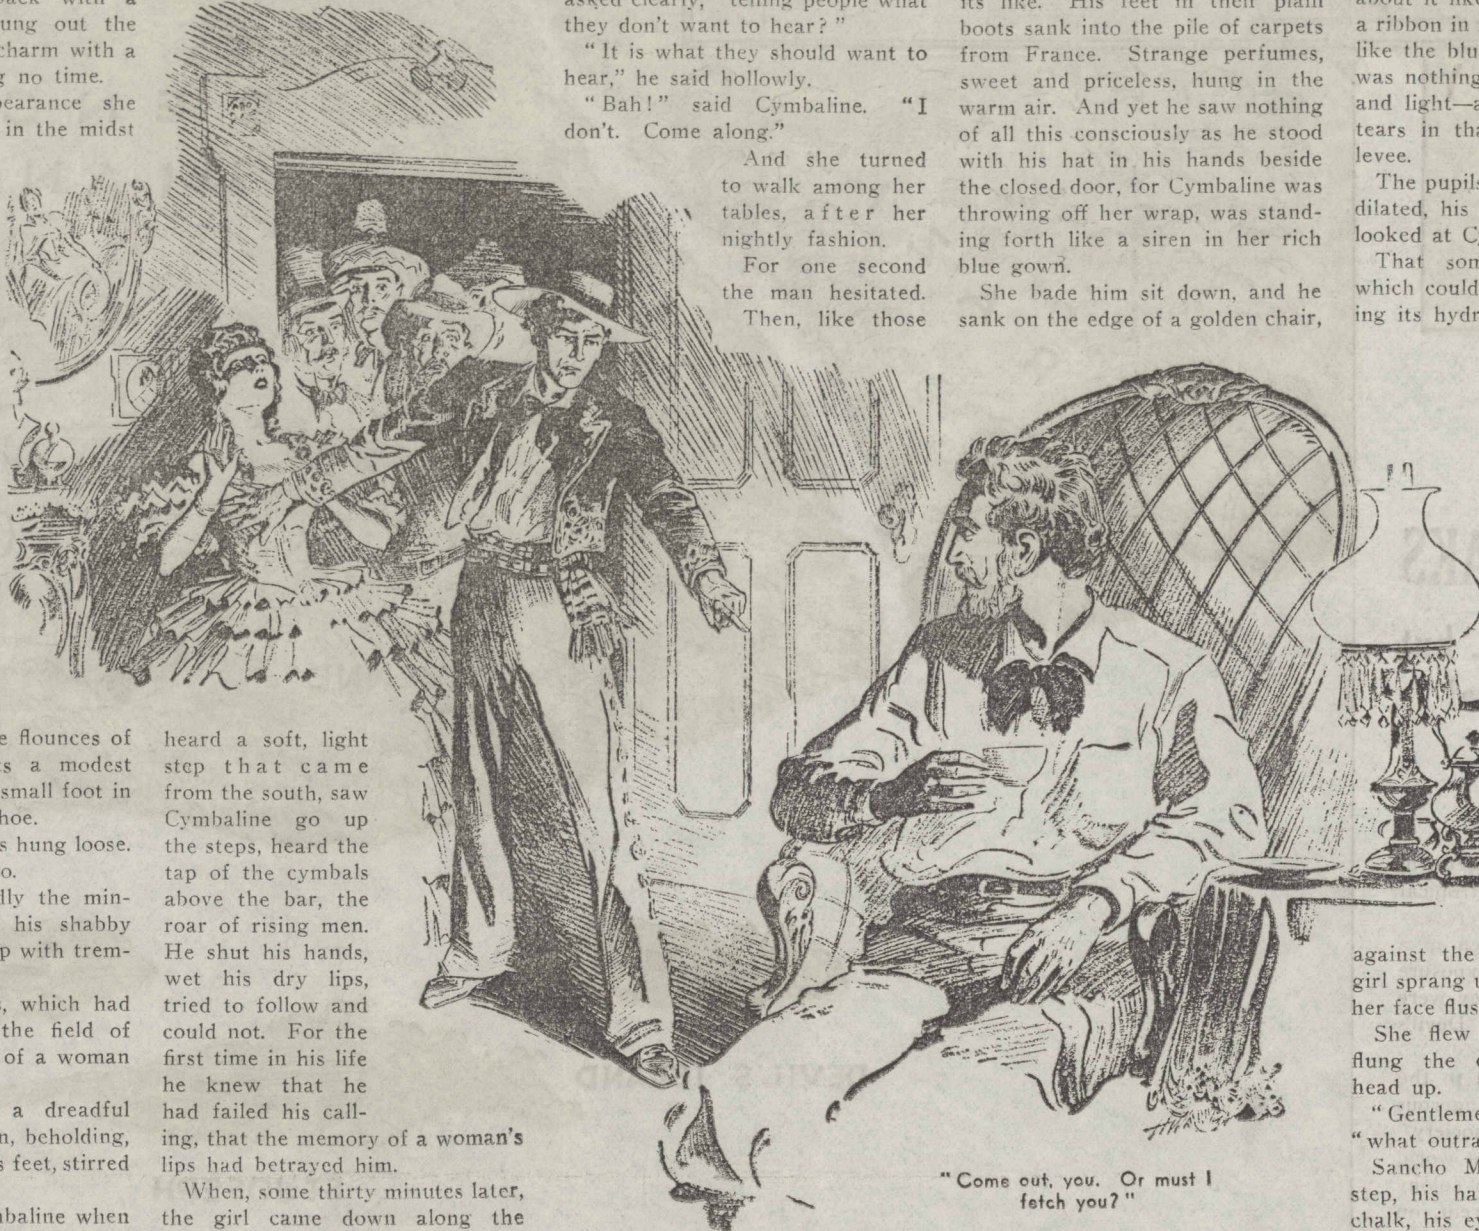 ung out the
charm with a
g no time.
pearance she
in the midst
e flounces of
ts a modest
small foot in
hoe.
s hung loose.
o.
lly the min-
his shabby
p with trem-
s, which had
the field of
of a woman
a dreadful
n, beholding,
s feet, stirred
nbaline when
heard a soft, light
step that came
from the south, saw
Cymbaline go up
the steps, heard the
tap of the cymbals
above the bar, the
roar of rising men.
He shut his hands,
wet his dry lips,
tried to follow and
could not. For the
first time in his life
he knew that he
had failed his call-
ing, that the memory of a woman's
lips had betrayed him.
When, some thirty minutes later,
the girl came down along the
asked clearly, "telling people what
they don't want to hear?"
"It is what they should want to
hear," he said hollowly.
"Bah!" said Cymbaline. "I
don't. Come along."
And she turned
to walk among her
tables, after her
nightly fashion.
For one second
the man hesitated.
Then, like those
its like. His feet in their plain
boots sank into the pile of carpets
from France. Strange perfumes,
sweet and priceless, hung in the
warm air. And yet he saw nothing
of all this consciously as he stood
with his hat in his hands beside
the closed door, for Cymbaline was
throwing off her wrap, was stand-
ing forth like a siren in her rich
blue gown.
She bade him sit down, and he
sank on the edge of a golden chair,
"Come out, you. Or must I
fetch you?"
a ribbon in
like the blu
was nothing
and light—a
tears in tha
levee.
The pupils
dilated, his
looked at C
That som
which could
ing its hydr
against the
girl sprang u
her face flus
She flew
flung the
head up.
"Gentleme
"what outra
Sancho M
step, his ha
chalk, his ey